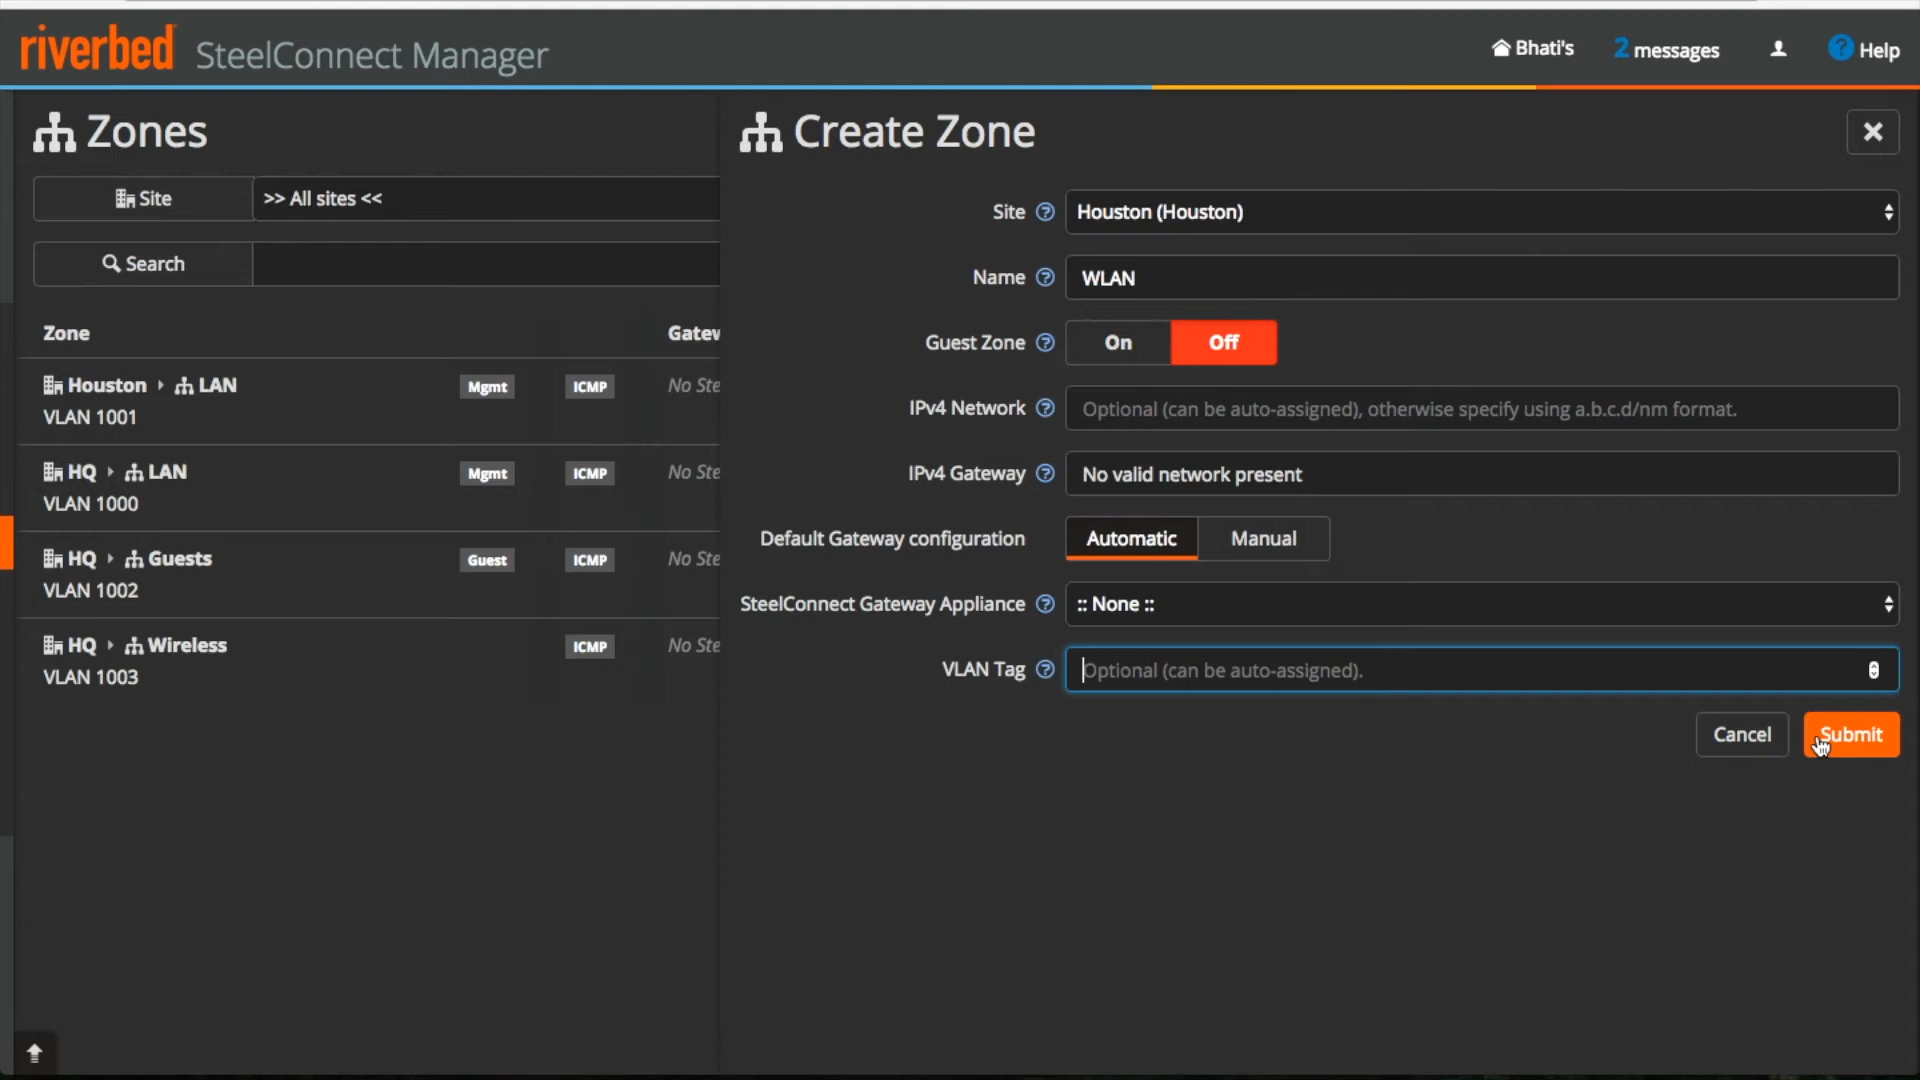 riverbed SteelConnect Manager
Bhati's
2 messages
? Help
Zones
Site
>> All sites <<
Search
Zone
Houston LAN
Mgmt
ICMP
VLAN 1001
HQ LAN
Mgmt
ICMP
VLAN 1000
HQ Guests
Guest
ICMP
VLAN 1002
HQ Wireless
ICMP
VLAN 1003
Create Zone
Site ? Houston (Houston)
Name ? WLAN
Guest Zone ? On Off
IPv4 Network ? Optional (can be auto-assigned), otherwise specify using a.b.c.d/nm format.
IPv4 Gateway ? No valid network present
Default Gateway configuration Automatic Manual
SteelConnect Gateway Appliance ? :: None ::
VLAN Tag ? Optional (can be auto-assigned).
Cancel
Submit